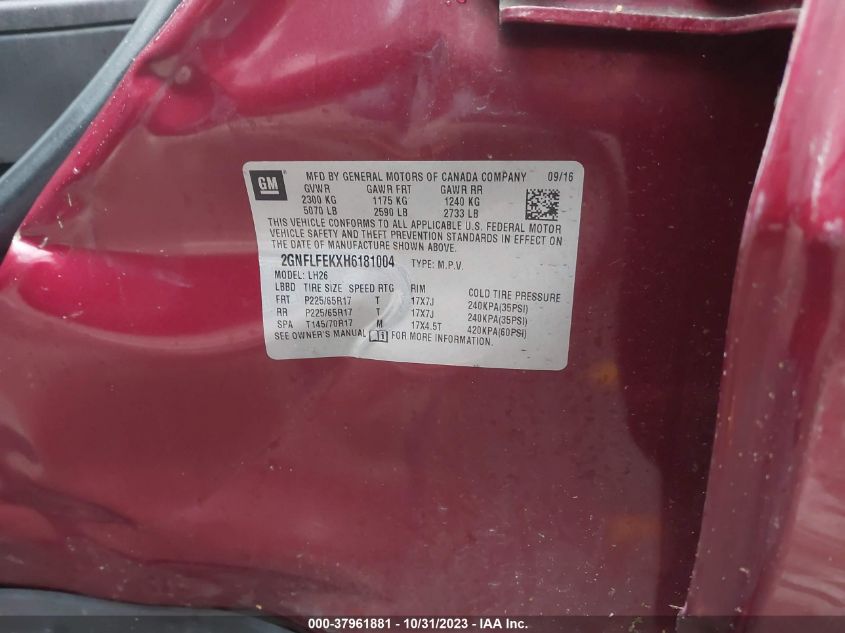 GM
MFD BY GENERAL MOTORS OF CANADA COMPANY 09/16
GVWR GAWR FRT GAWR RR
2300 KG 1175 KG 1240 KG
5070 LB 2590 LB 2733 LB
THIS VEHICLE CONFORMS TO ALL APPLICABLE U.S. FEDERAL MOTOR
VEHICLE SAFETY AND THEFT PREVENTION STANDARDS IN EFFECT ON
THE DATE OF MANUFACTURE SHOWN ABOVE.
2GNFLFEKXH6181004 TYPE: M.P.V.
MODEL: LH26
LBBD TIRE SIZE SPEED RTG RIM COLD TIRE PRESSURE
FRT P225/65R17 T 17X7J 240KPA(35PSI)
RR P225/65R17 T 17X7J 240KPA(35PSI)
SPA T145/70R17 M 17X4.5T 420KPA(60PSI)
SEE OWNER'S MANUAL FOR MORE INFORMATION.
000-37961881 - 10/31/2023 - IAA Inc.